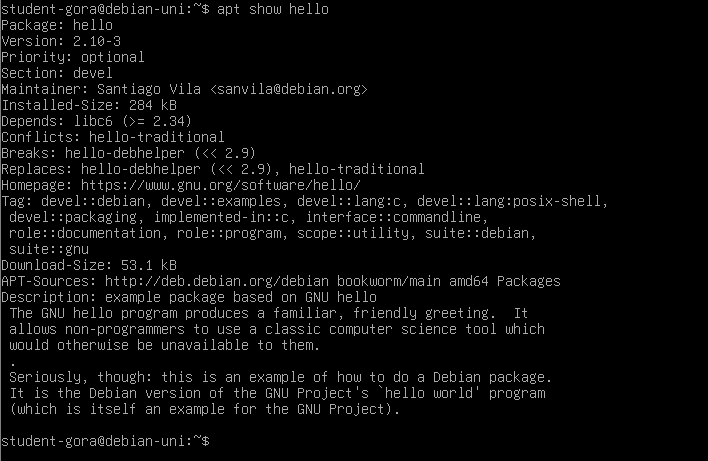 student-gora@debian-uni:~$ apt show hello
Package: hello
Version: 2.10-3
Priority: optional
Section: devel
Maintainer: Santiago Vila <sanvila@debian.org>
Installed-Size: 284 kB
Depends: libc6 (>= 2.34)
Conflicts: hello-traditional
Breaks: hello-debhelper (<< 2.9)
Replaces: hello-debhelper (<< 2.9), hello-traditional
Homepage: https://www.gnu.org/software/hello/
Tag: devel::debian, devel::examples, devel::lang:c, devel::lang:posix-shell,
 devel::packaging, implemented-in::c, interface::commandline,
 role::documentation, role::program, scope::utility, suite::debian,
 suite::gnu
Download-Size: 53.1 kB
APT-Sources: http://deb.debian.org/debian bookworm/main amd64 Packages
Description: example package based on GNU hello
 The GNU hello program produces a familiar, friendly greeting.  It
 allows non-programmers to use a classic computer science tool which
 would otherwise be unavailable to them.
 .
 Seriously, though: this is an example of how to do a Debian package.
 It is the Debian version of the GNU Project's `hello world' program
 (which is itself an example for the GNU Project).

student-gora@debian-uni:~$